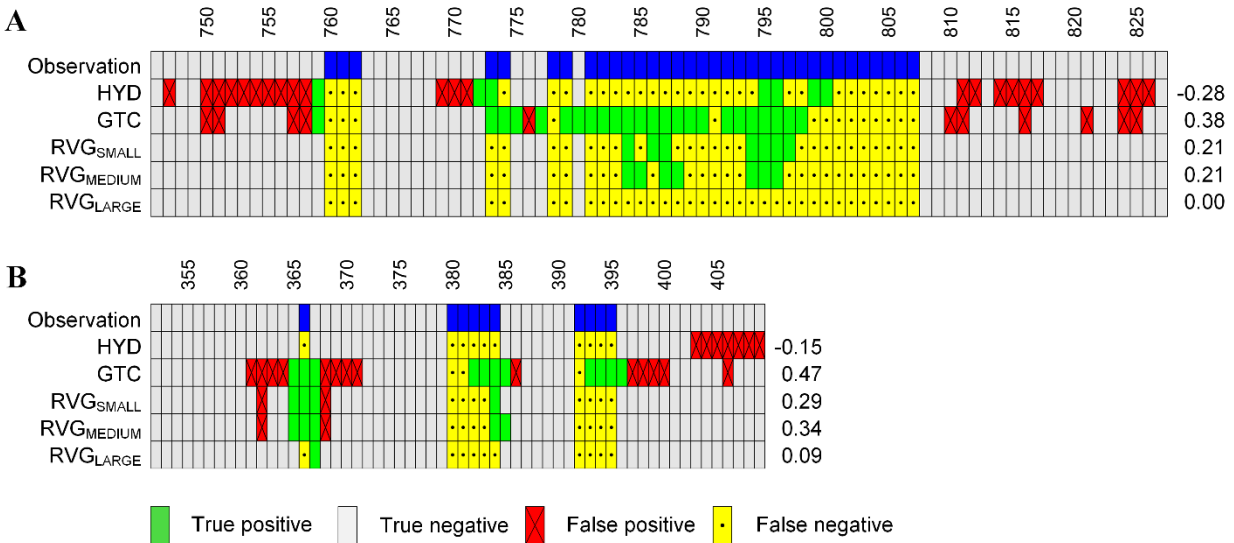 A 750 755 760 765 770 775 780 785 790 795 800 805 810 815 820 825
Observation
HYD -0.28
GTC 0.38
RVGSMALL 0.21
RVGMEDIUM 0.21
RVGLARGE 0.00
B 355 360 365 370 375 380 385 390 395 400 405
Observation
HYD -0.15
GTC 0.47
RVGSMALL 0.29
RVGMEDIUM 0.34
RVGLARGE 0.09
True positive True negative False positive False negative